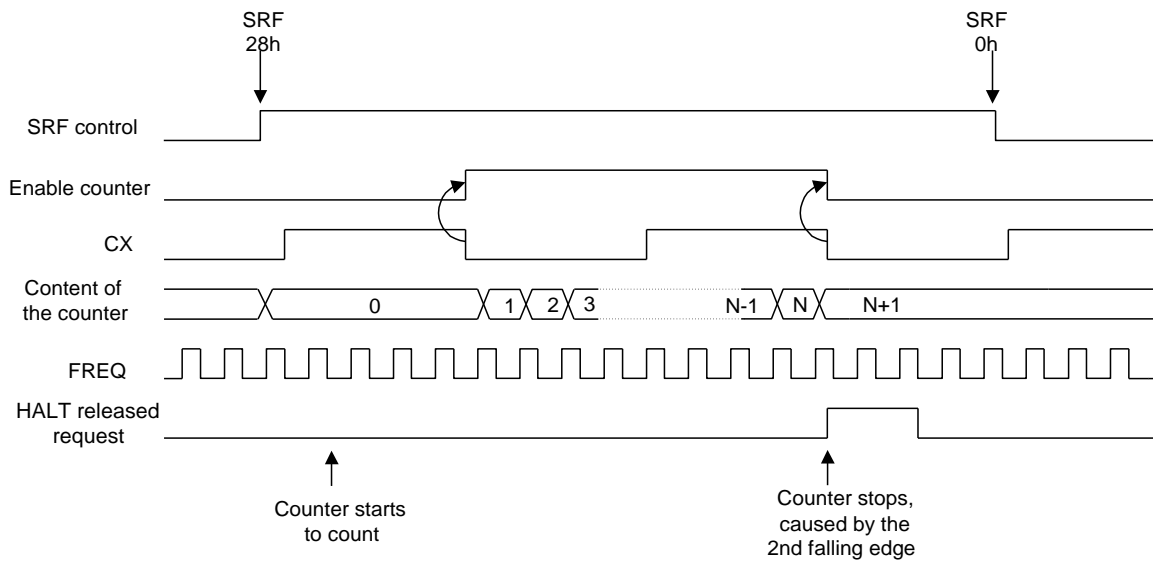 SRF
28h
SRF
0h
SRF control
Enable counter
CX
Content of
the counter
0
1
2
3
N-1
N
N+1
FREQ
HALT released
request
Counter starts
to count
Counter stops,
caused by the
2nd falling edge